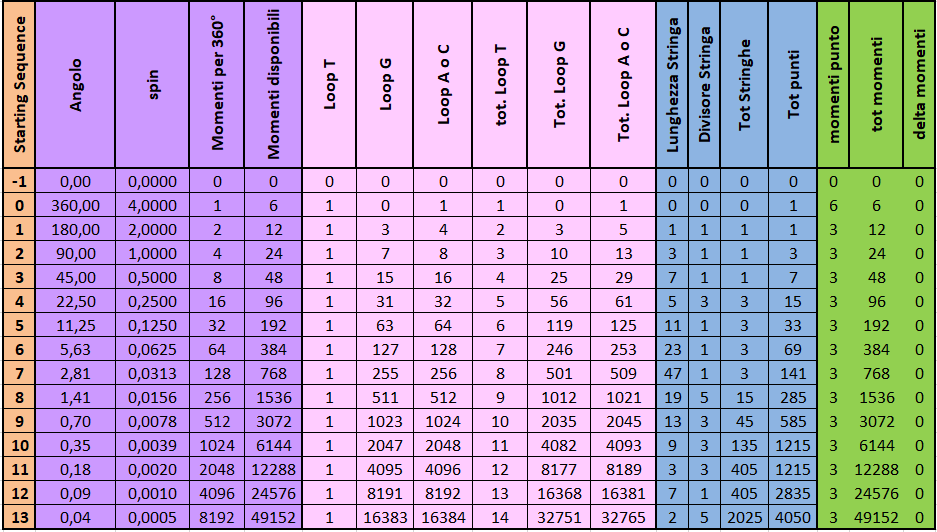 Starting Sequence Angolo spin Momenti per 360° Momenti disponibili Loop T Loop G Loop A o C tot. Loop T Tot. Loop G Tot. Loop A o C Lunghezza Stringa Divisore Stringa Tot Stringhe Tot punti momenti punto tot momenti delta momenti
-1 0,00 0,0000 0 0 0 0 0 0 0 0 0 0 0 0 0 0 0
0 360,00 4,0000 1 6 1 0 1 1 0 1 0 0 0 1 6 6 0
1 180,00 2,0000 2 12 1 3 4 2 3 5 1 1 1 1 3 12 0
2 90,00 1,0000 4 24 1 7 8 3 10 13 3 1 1 3 3 24 0
3 45,00 0,5000 8 48 1 15 16 4 25 29 7 1 1 7 3 48 0
4 22,50 0,2500 16 96 1 31 32 5 56 61 5 3 3 15 3 96 0
5 11,25 0,1250 32 192 1 63 64 6 119 125 11 1 3 33 3 192 0
6 5,63 0,0625 64 384 1 127 128 7 246 253 23 1 3 69 3 384 0
7 2,81 0,0313 128 768 1 255 256 8 501 509 47 1 3 141 3 768 0
8 1,41 0,0156 256 1536 1 511 512 9 1012 1021 19 5 15 285 3 1536 0
9 0,70 0,0078 512 3072 1 1023 1024 10 2035 2045 13 3 45 585 3 3072 0
10 0,35 0,0039 1024 6144 1 2047 2048 11 4082 4093 9 3 135 1215 3 6144 0
11 0,18 0,0020 2048 12288 1 4095 4096 12 8177 8189 3 3 405 1215 3 12288 0
12 0,09 0,0010 4096 24576 1 8191 8192 13 16368 16381 7 1 405 2835 3 24576 0
13 0,04 0,0005 8192 49152 1 16383 16384 14 32751 32765 2 5 2025 4050 3 49152 0